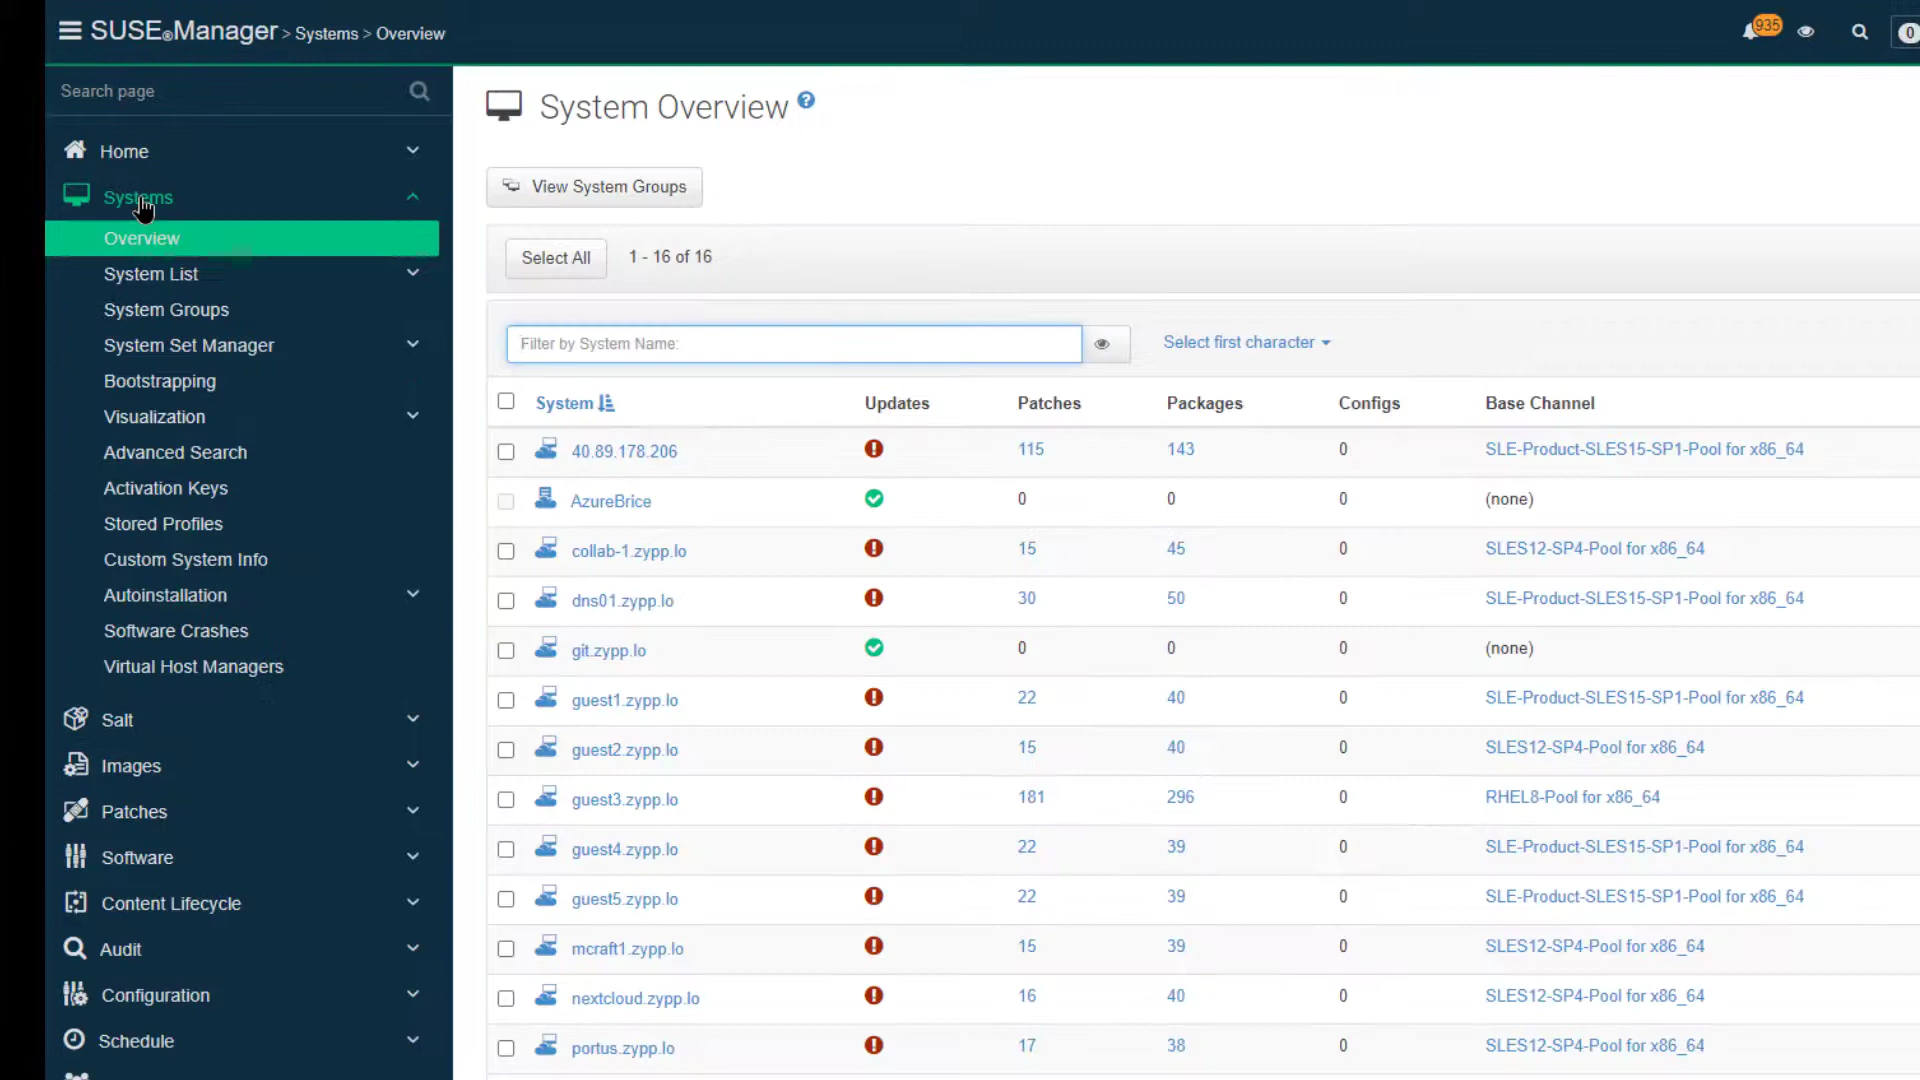 SUSE®Manager > Systems > Overview
935
0
Search page
Home
Systems
Overview
System List
System Groups
System Set Manager
Bootstrapping
Visualization
Advanced Search
Activation Keys
Stored Profiles
Custom System Info
Autoinstallation
Software Crashes
Virtual Host Managers
Salt
Images
Patches
Software
Content Lifecycle
Audit
Configuration
Schedule
System Overview ?
View System Groups
Select All 1 - 16 of 16
Filter by System Name: Select first character
System Updates Patches Packages Configs Base Channel
40.89.178.206 115 143 0 SLE-Product-SLES15-SP1-Pool for x86_64
AzureBrice 0 0 0 (none)
collab-1.zypp.lo 15 45 0 SLES12-SP4-Pool for x86_64
dns01.zypp.lo 30 50 0 SLE-Product-SLES15-SP1-Pool for x86_64
git.zypp.lo 0 0 0 (none)
guest1.zypp.lo 22 40 0 SLE-Product-SLES15-SP1-Pool for x86_64
guest2.zypp.lo 15 40 0 SLES12-SP4-Pool for x86_64
guest3.zypp.lo 181 296 0 RHEL8-Pool for x86_64
guest4.zypp.lo 22 39 0 SLE-Product-SLES15-SP1-Pool for x86_64
guest5.zypp.lo 22 39 0 SLE-Product-SLES15-SP1-Pool for x86_64
mcraft1.zypp.lo 15 39 0 SLES12-SP4-Pool for x86_64
nextcloud.zypp.lo 16 40 0 SLES12-SP4-Pool for x86_64
portus.zypp.lo 17 38 0 SLES12-SP4-Pool for x86_64